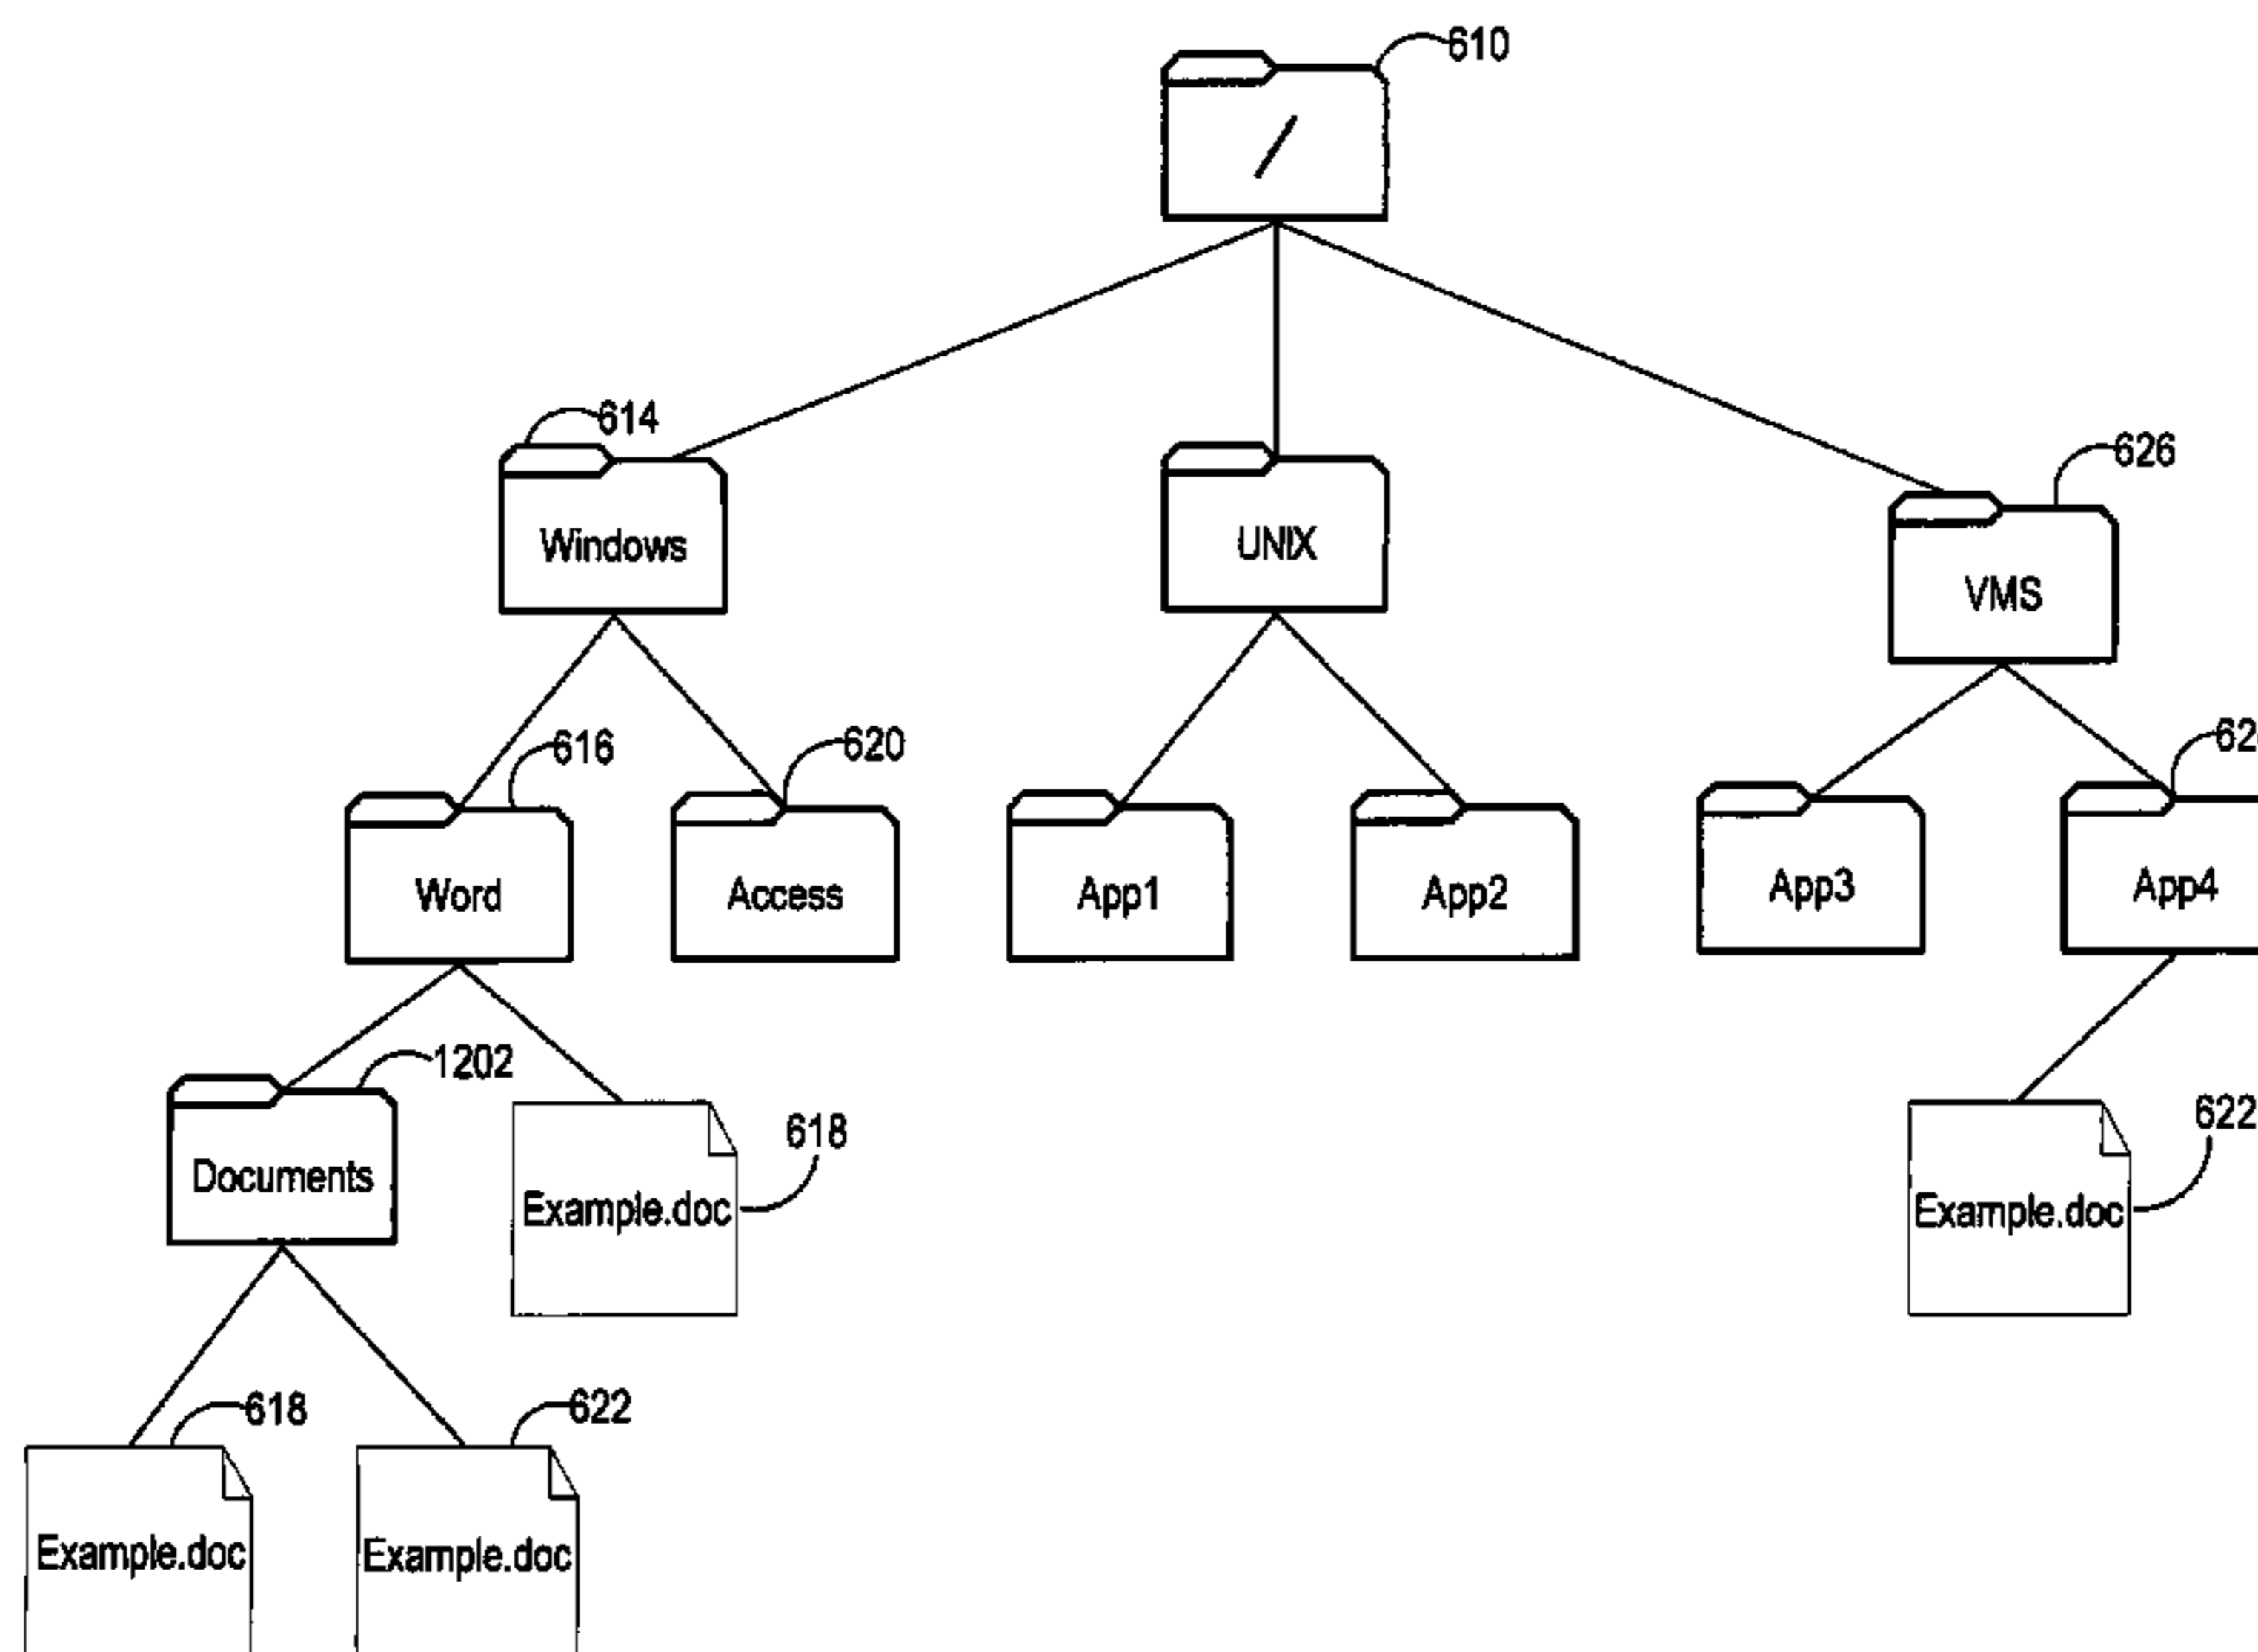 610
/
614
Windows
UNIX
626
VMS
616
620
Word
Access
App1
App2
App3
App4
1202
Documents
618
Example.doc
622
Example.doc
618
622
Example.doc
Example.doc